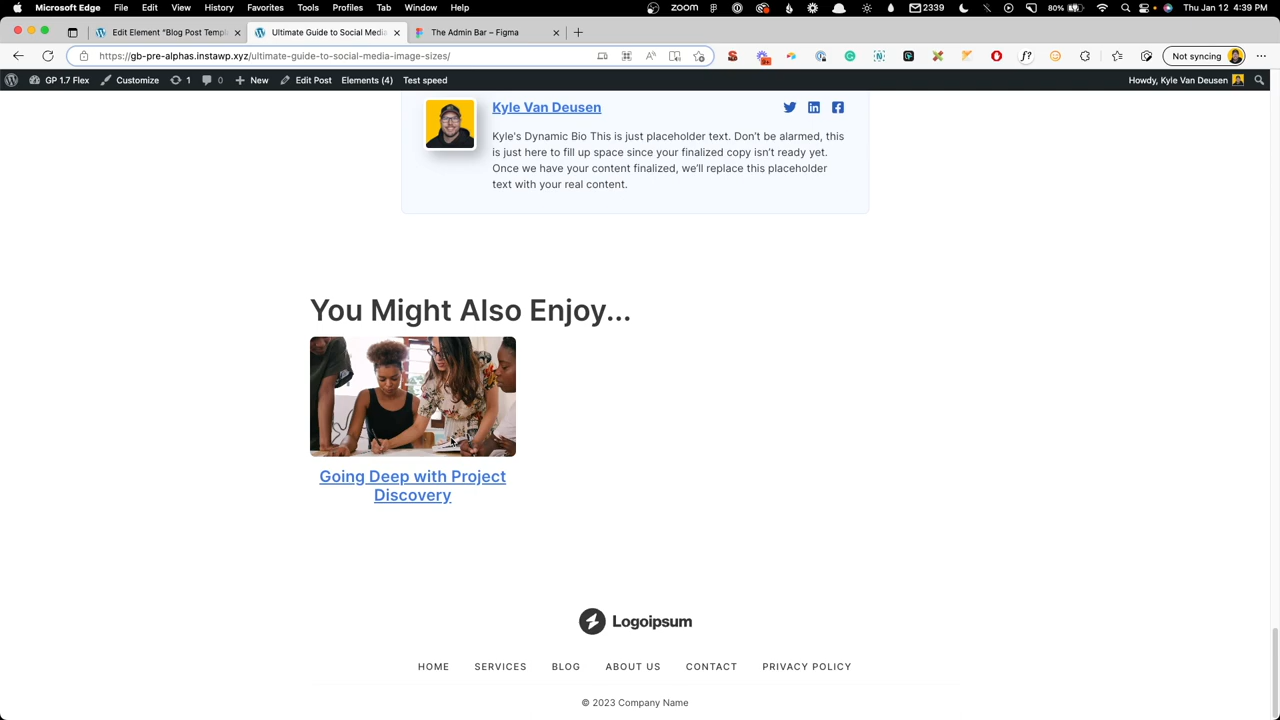 Microsoft Edge File Edit View History Favorites Tools Profiles Tab Window Help zoom 2339 80% Thu Jan 12 4:39 PM
Edit Element “Blog Post Templ
Ultimate Guide to Social Media
The Admin Bar – Figma
https://gb-pre-alphas.instawp.xyz/ultimate-guide-to-social-media-image-sizes/
Not syncing
GP 1.7 Flex Customize 1 0 New Edit Post Elements (4) Test speed Howdy, Kyle Van Deusen
Kyle Van Deusen
Kyle's Dynamic Bio This is just placeholder text. Don’t be alarmed, this
is just here to fill up space since your finalized copy isn’t ready yet.
Once we have your content finalized, we’ll replace this placeholder
text with your real content.
You Might Also Enjoy...
Going Deep with Project
Discovery
Logoipsum
HOME SERVICES BLOG ABOUT US CONTACT PRIVACY POLICY
© 2023 Company Name